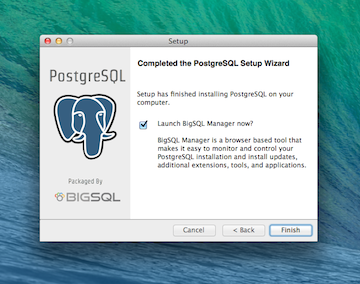 Setup
PostgreSQL
Packaged By
BIGSQL
Completed the PostgreSQL Setup Wizard
Setup has finished installing PostgreSQL on your
computer.
Launch BigSQL Manager now?
BigSQL Manager is a browser based tool that
makes it easy to monitor and control your
PostgreSQL installation and install updates,
additional extensions, tools, and applications.
Cancel
< Back
Finish